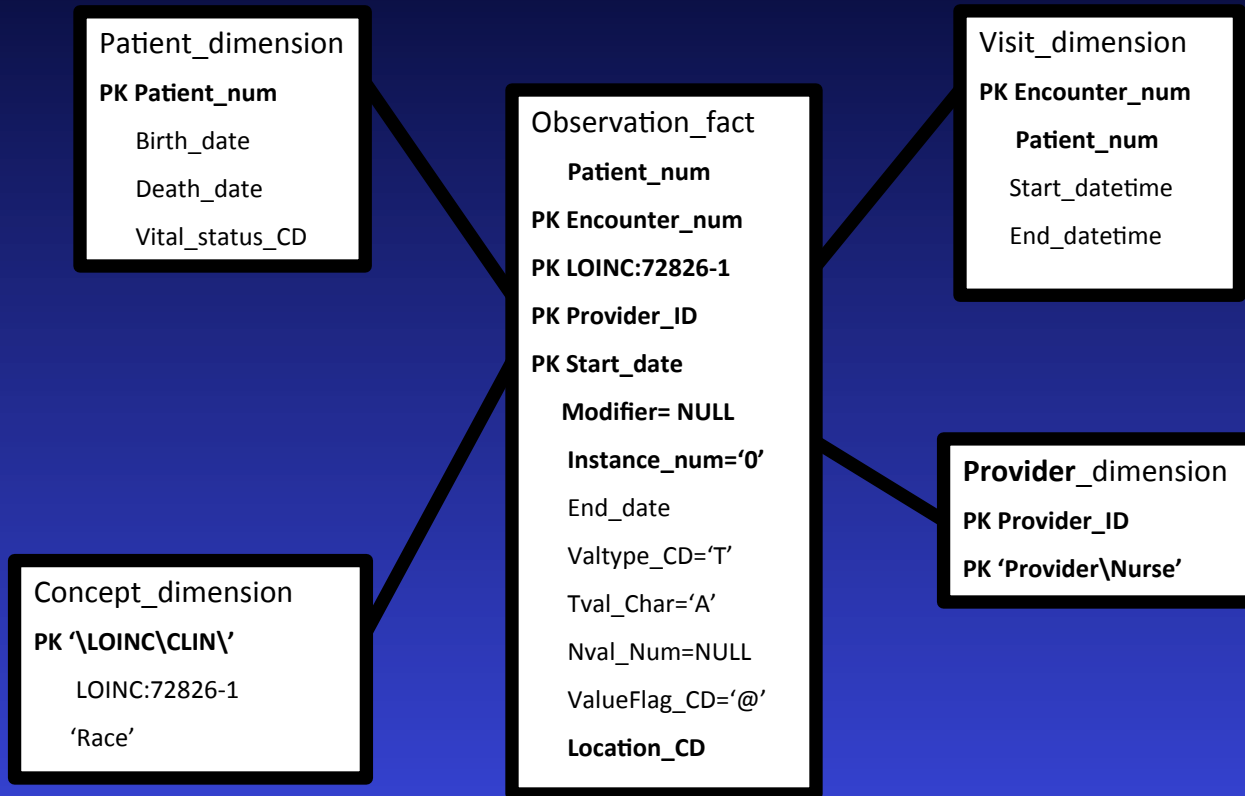 Patient_dimension
PK Patient_num
Birth_date
Death_date
Vital_status_CD
Observation_fact
Patient_num
PK Encounter_num
PK LOINC:72826-1
PK Provider_ID
PK Start_date
Modifier= NULL
Instance_num=‘0’
End_date
Valtype_CD=‘T’
Tval_Char=‘A’
Nval_Num=NULL
ValueFlag_CD=‘@’
Location_CD
Visit_dimension
PK Encounter_num
Patient_num
Start_datetime
End_datetime
Concept_dimension
PK ‘\LOINC\CLIN\’
LOINC:72826-1
‘Race’
Provider_dimension
PK Provider_ID
PK ‘Provider\Nurse’